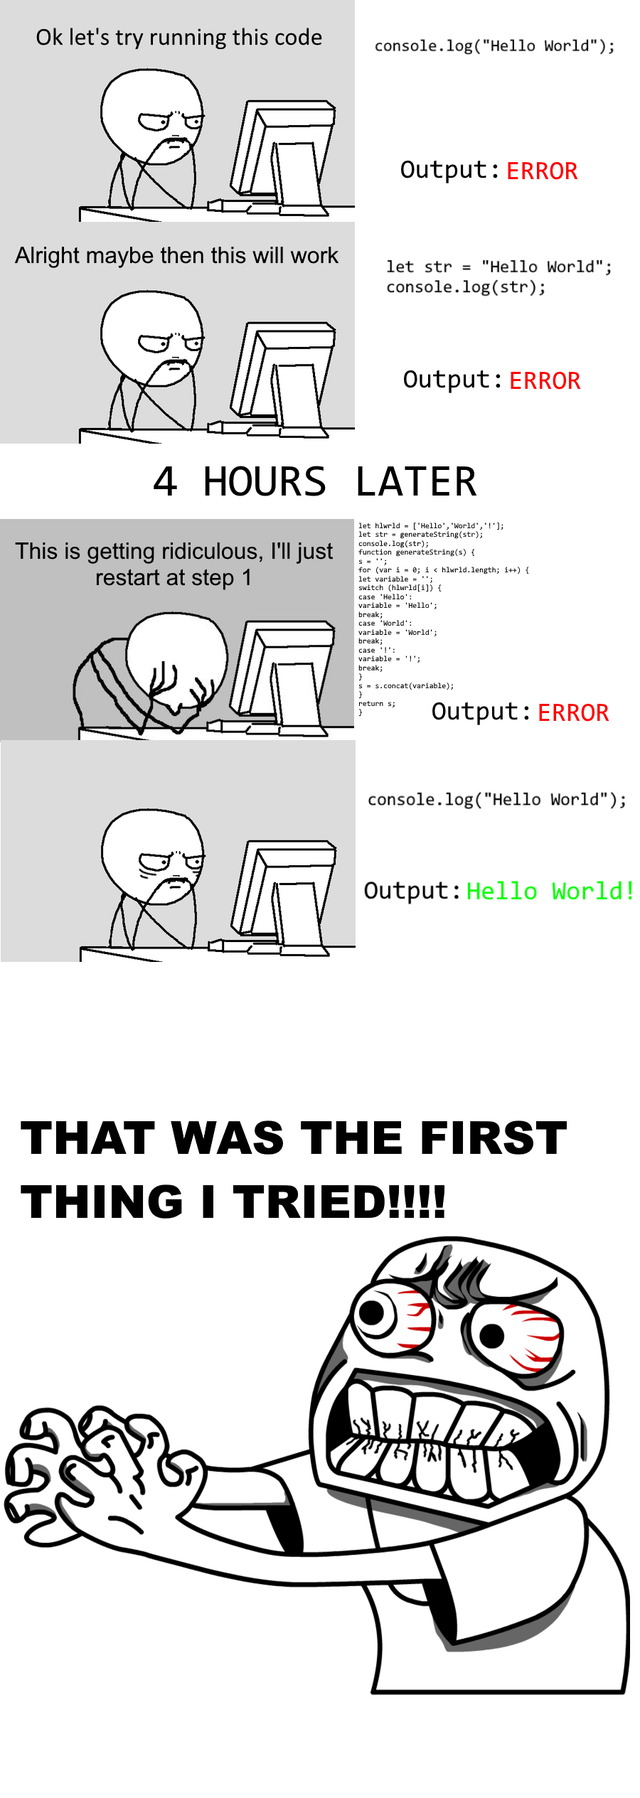 Ok let's try running this code
console.log("Hello World");
Output: ERROR
Alright maybe then this will work
let str = "Hello World";
console.log(str);
Output: ERROR
4 HOURS LATER
This is getting ridiculous, I'll just
restart at step 1
let hlwrld = ['Hello','World','!'];
let str = generateString(str);
console.log(str);
function generateString(s) {
s = '';
for (var i = 0; i < hlwrld.length; i++) {
let variable = '';
switch (hlwrld[i]) {
case 'Hello':
variable = 'Hello';
break;
case 'World':
variable = 'World';
break;
case '!':
variable = '!';
break;
}
s = s.concat(variable);
}
return s;
}
Output: ERROR
console.log("Hello World");
Output: Hello World!
THAT WAS THE FIRST
THING I TRIED!!!!